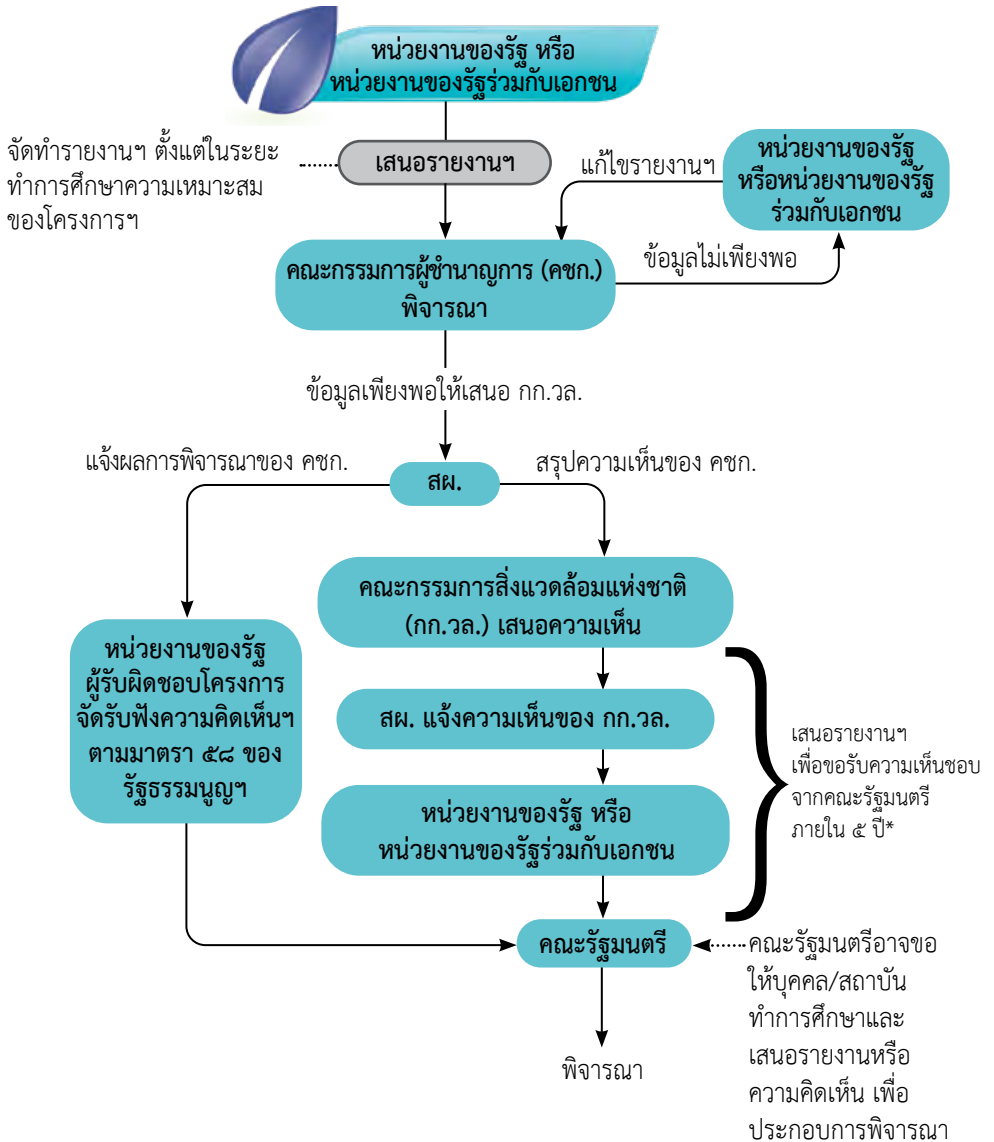 หน่วยงานของรัฐ หรือ
หน่วยงานของรัฐร่วมกับเอกชน
จัดทำรายงานฯ ตั้งแต่ในระยะ
ทำการศึกษาความเหมาะสม
ของโครงการฯ
เสนอรายงานฯ
แก้ไขรายงานฯ
หน่วยงานของรัฐ
หรือหน่วยงานของรัฐ
ร่วมกับเอกชน
คณะกรรมการผู้ชำนาญการ (คชก.)
พิจารณา
ข้อมูลไม่เพียงพอ
ข้อมูลเพียงพอให้เสนอ กก.วล.
แจ้งผลการพิจารณาของ คชก.
สผ.
สรุปความเห็นของ คชก.
คณะกรรมการสิ่งแวดล้อมแห่งชาติ
(กก.วล.) เสนอความเห็น
หน่วยงานของรัฐ
ผู้รับผิดชอบโครงการ
จัดรับฟังความคิดเห็นฯ
ตามมาตรา ๕๘ ของ
รัฐธรรมนูญฯ
สผ. แจ้งความเห็นของ กก.วล.
หน่วยงานของรัฐ หรือ
หน่วยงานของรัฐร่วมกับเอกชน
เสนอรายงานฯ
เพื่อขอรับความเห็นชอบ
จากคณะรัฐมนตรี
ภายใน ๕ ปี*
คณะรัฐมนตรี
คณะรัฐมนตรีอาจขอ
ให้บุคคล/สถาบัน
ทำการศึกษาและ
เสนอรายงานหรือ
ความคิดเห็น เพื่อ
ประกอบการพิจารณา
พิจารณา